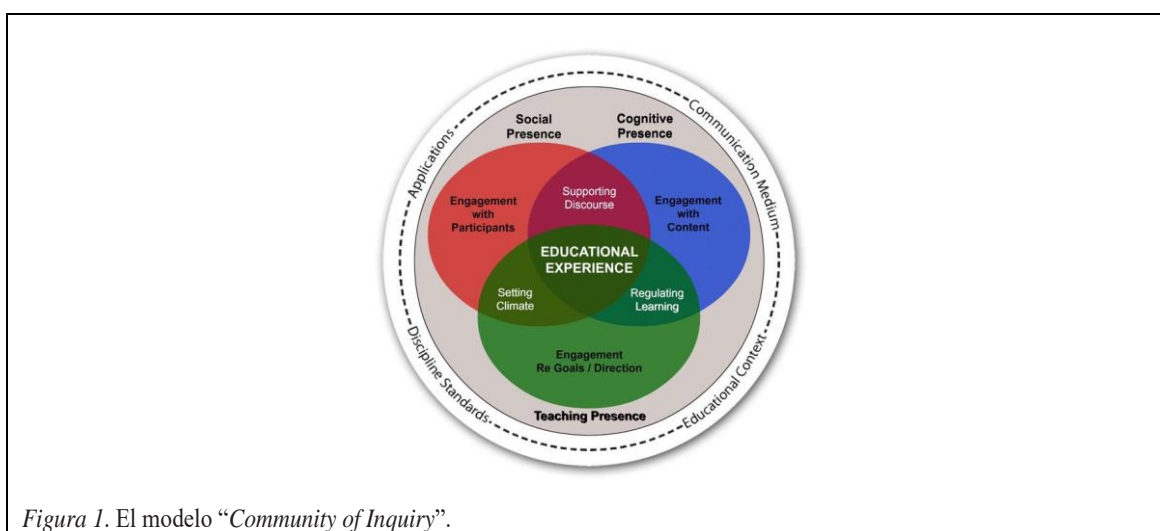 Applications
Communication Medium
Social
Presence
Cognitive
Presence
Engagement
with
Participants
Supporting
Discourse
Engagement
with
Content
EDUCATIONAL
EXPERIENCE
Setting
Climate
Regulating
Learning
Engagement
Re Goals / Direction
Teaching Presence
Discipline Standards
Educational Context
Figura 1. El modelo “Community of Inquiry”.